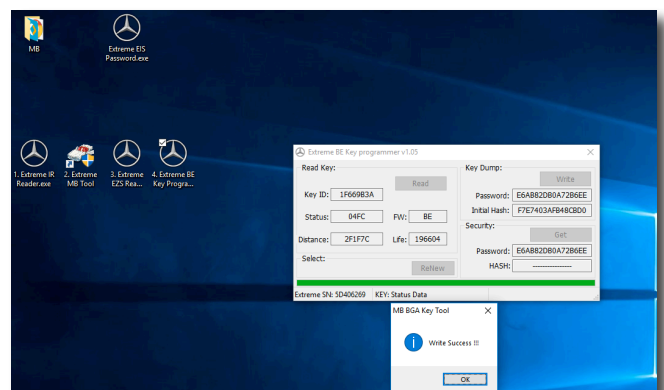 MB
Extreme EIS
Password.exe
1. Extreme IR
Reader.exe
2. Extreme
MB Tool
3. Extreme
EZS Rea...
4. Extreme BE
Key Progra...
Extreme BE Key programmer v1.05
Read Key:
Read
Key ID: 1F669B3A
Status: 04FC FW: BE
Distance: 2F1F7C Life: 196604
Select:
ReNew
Key Dump:
Write
Password: E6AB82DB0A72B6EE
Initial Hash: F7E7403AFB48CBD0
Security:
Get
Password: E6AB82DB0A72B6EE
HASH: ----------------
Extreme SN: 5D406269 KEY: Status Data
MB BGA Key Tool
Write Success !!!
OK